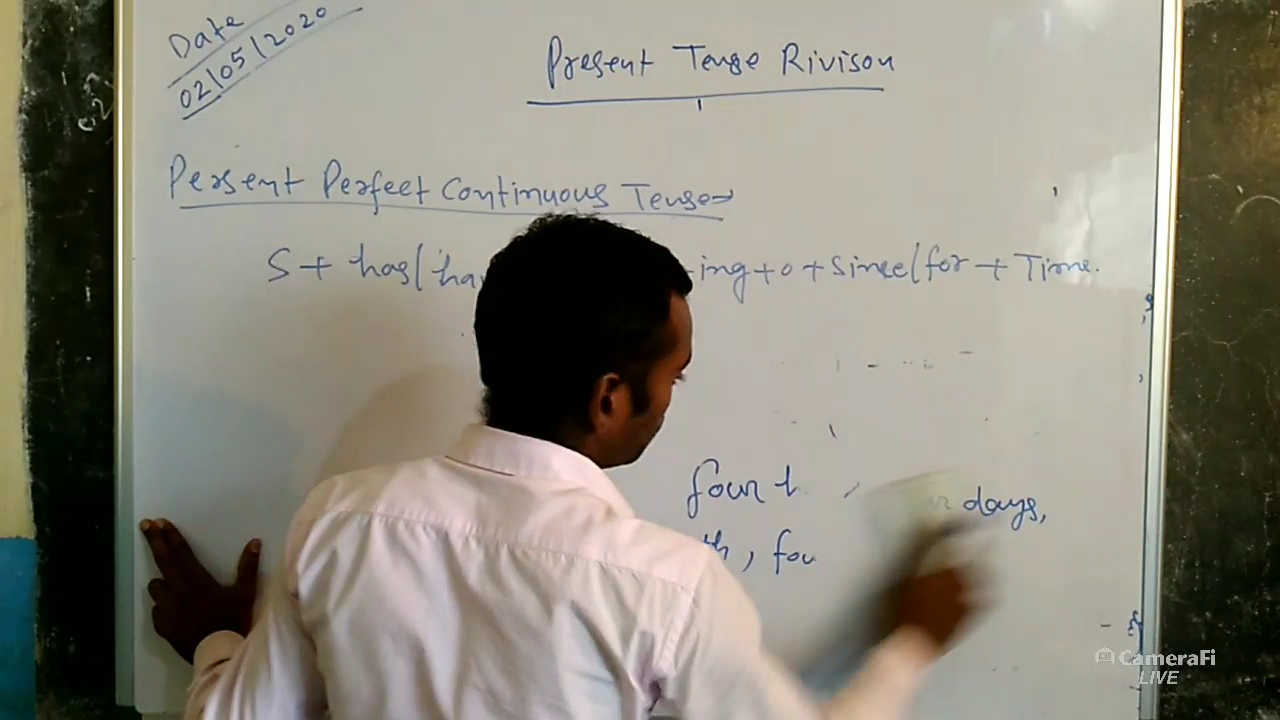 Date
02/05/2020
Present Tense Rivison
Persent Perfect Continuous Tense
S + has/ha ing + o + Since/for + Time.
four h days,
th, fou
CameraFi
LIVE